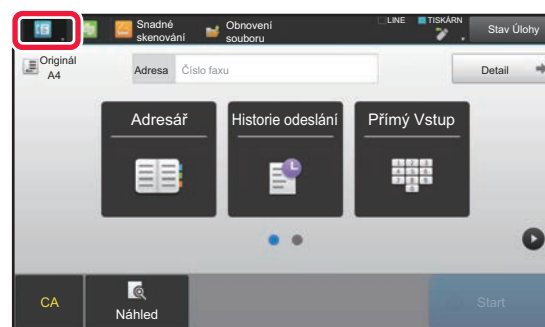 Snadné
skenování
Obnovení
souboru
LINE
TISKÁRN
Stav Úlohy
Originál
A4
Adresa
Číslo faxu
Detail
Adresář
Historie odeslání
Přímý Vstup
CA
Náhled
Start